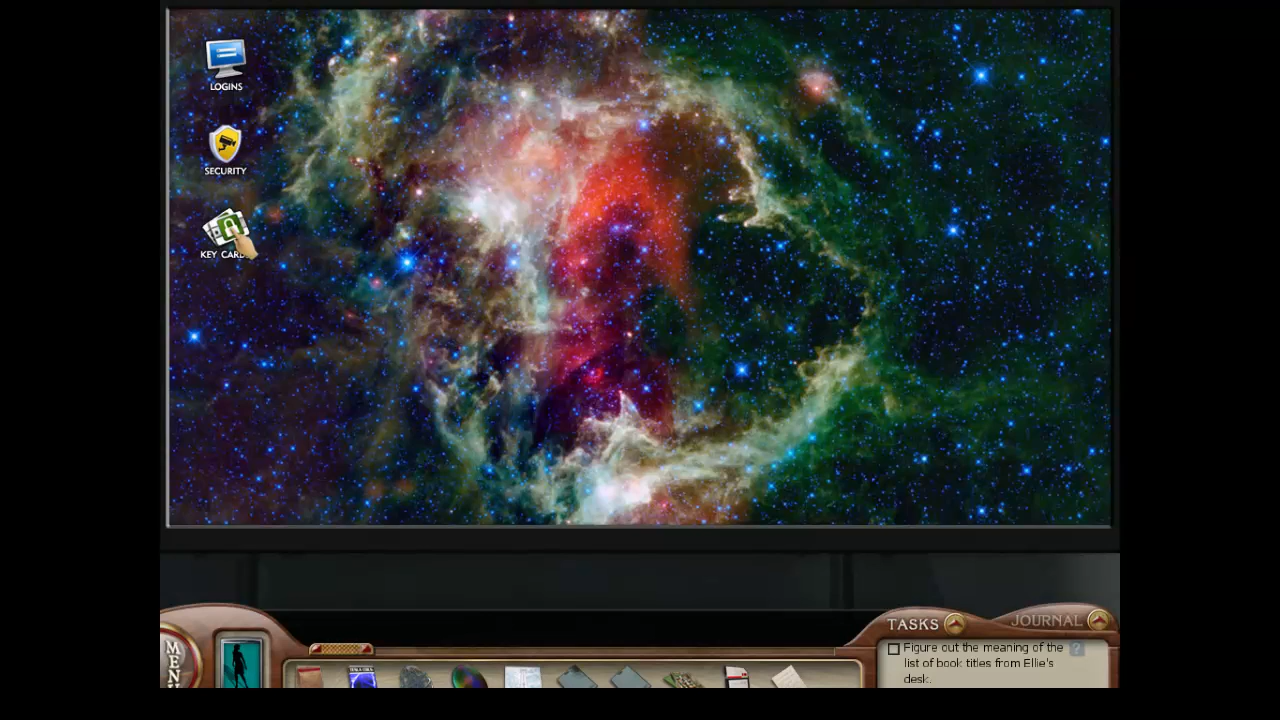 LOGINS
SECURITY
KEY CARD
MENU
TASKS
JOURNAL
Figure out the meaning of the ?
list of book titles from Ellie's
desk.